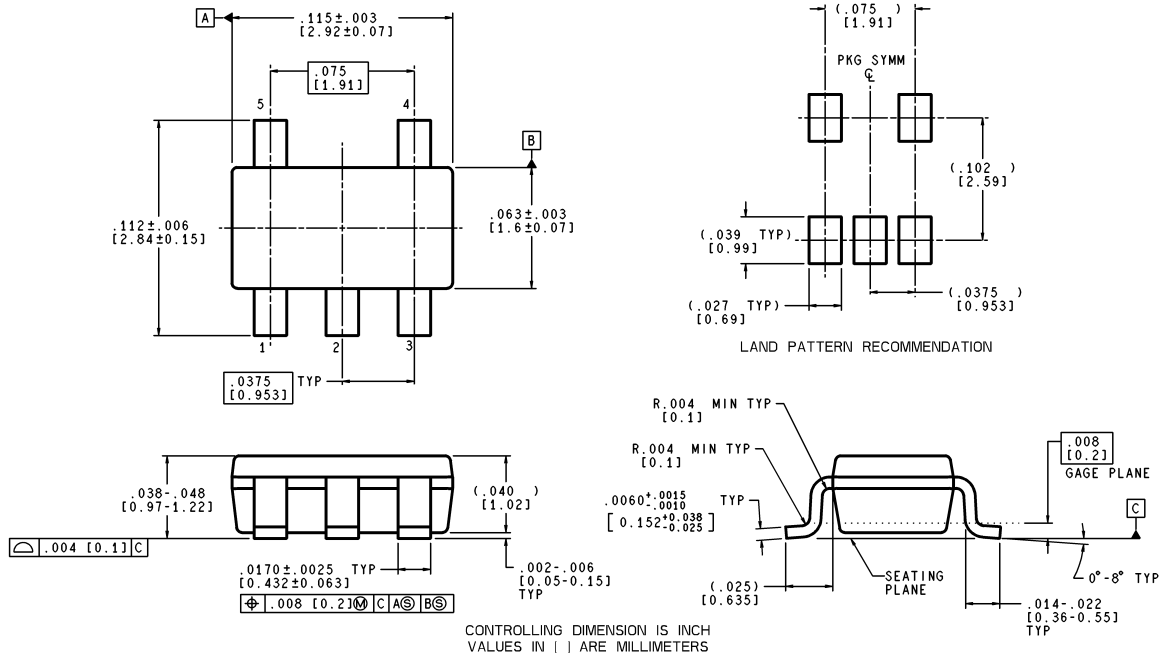 A
.115±.003
[2.92±0.07]
.075
[1.91]
5
4
B
.112±.006
[2.84±0.15]
.063±.003
[1.6±0.07]
1
2
3
.0375 TYP
[0.953]
(.075 )
[1.91]
PKG SYMM
℄
(.102 )
[2.59]
(.039 TYP)
[0.99]
(.027 TYP)
[0.69]
(.0375 )
[0.953]
LAND PATTERN RECOMMENDATION
.038-.048
[0.97-1.22]
(.040 )
[1.02]
⌓ .004 [0.1] C
.0170±.0025 TYP
[0.432±0.063]
⌖ .008 [0.2]Ⓜ C AⓈ BⓈ
.002-.006
[0.05-0.15]
TYP
R.004 MIN TYP
[0.1]
R.004 MIN TYP
[0.1]
.0060+.0015-.0010 TYP
[0.152+0.038-0.025]
.008
[0.2]
GAGE PLANE
C
SEATING
PLANE
0°-8° TYP
(.025)
[0.635]
.014-.022
[0.36-0.55]
TYP
CONTROLLING DIMENSION IS INCH
VALUES IN [ ] ARE MILLIMETERS